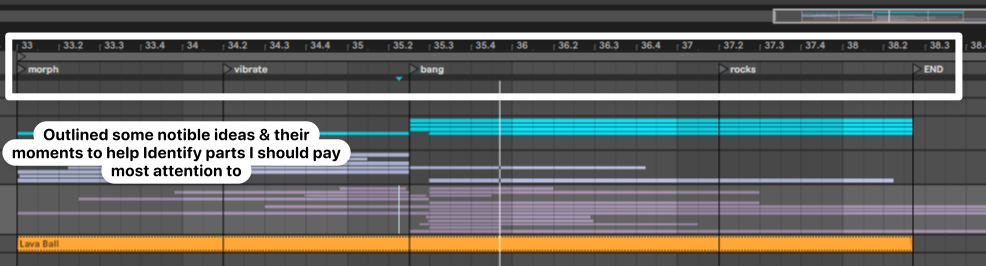 33 33.2 33.3 33.4 34 34.2 34.3 34.4 35 35.2 35.3 35.4 36 36.2 36.3 36.4 37 37.2 37.3 37.4 38 38.2 38.3 38.4
morph vibrate bang rocks END
Outlined some notible ideas & their
moments to help Identify parts I should pay
most attention to
Lava Ball